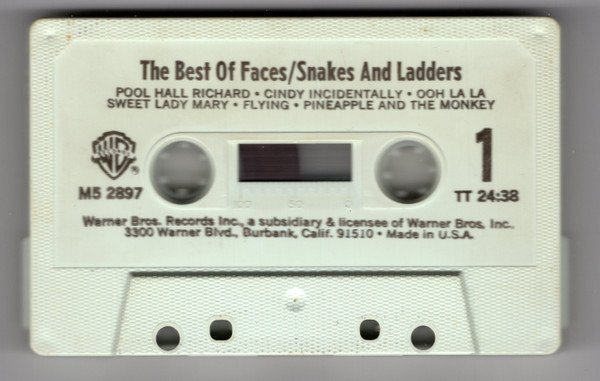 The Best Of Faces/Snakes And Ladders
POOL HALL RICHARD • CINDY INCIDENTALLY • OOH LA LA
SWEET LADY MARY • FLYING • PINEAPPLE AND THE MONKEY
WB ®
1
M5 2897
TT 24:38
100 50 0
Warner Bros. Records Inc., a subsidiary & licensee of Warner Bros. Inc.,
3300 Warner Blvd., Burbank, Calif. 91510 • Made in U.S.A.